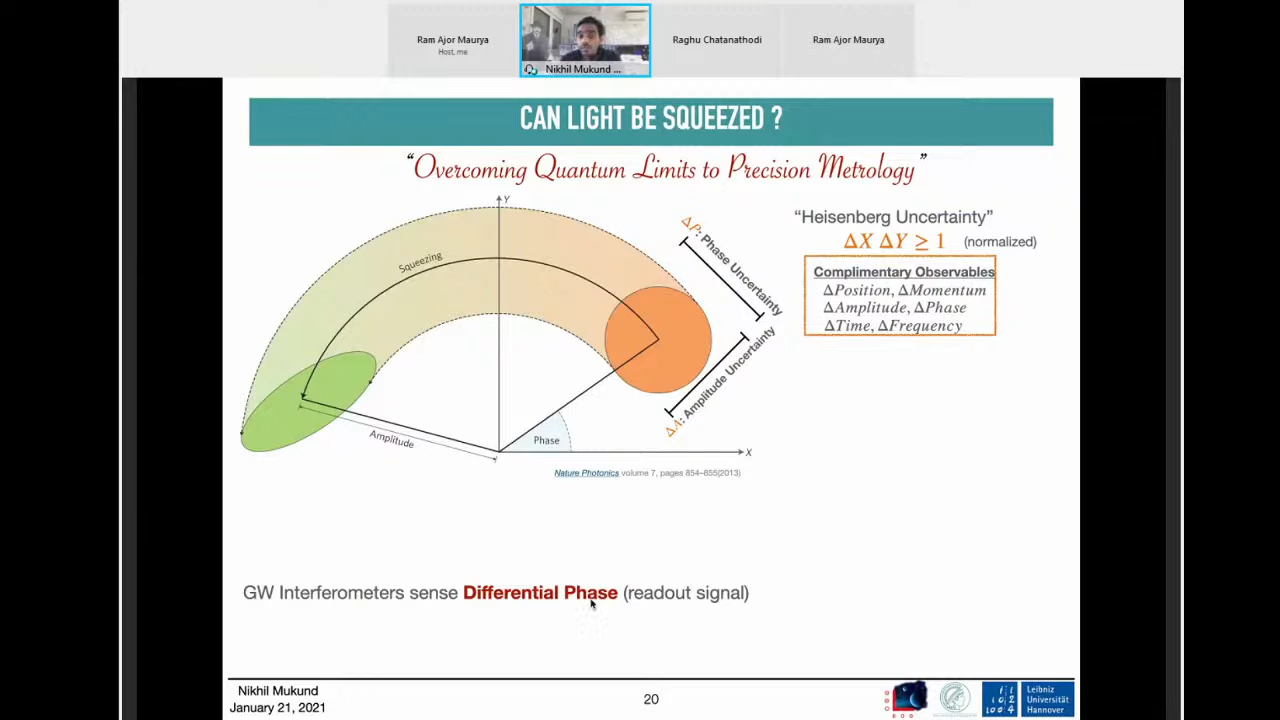 Ram Ajor Maurya
Host, me
Nikhil Mukund ...
Raghu Chatanathodi
Ram Ajor Maurya
CAN LIGHT BE SQUEEZED ?
“Overcoming Quantum Limits to Precision Metrology”
Y
Squeezing
ΔP: Phase Uncertainty
ΔA: Amplitude Uncertainty
Amplitude
Phase
X
Nature Photonics volume 7, pages 854–855(2013)
“Heisenberg Uncertainty”
ΔX ΔY ≥ 1 (normalized)
Complimentary Observables
ΔPosition, ΔMomentum
ΔAmplitude, ΔPhase
ΔTime, ΔFrequency
GW Interferometers sense Differential Phase (readout signal)
Nikhil Mukund
January 21, 2021
20
Leibniz
Universität
Hannover